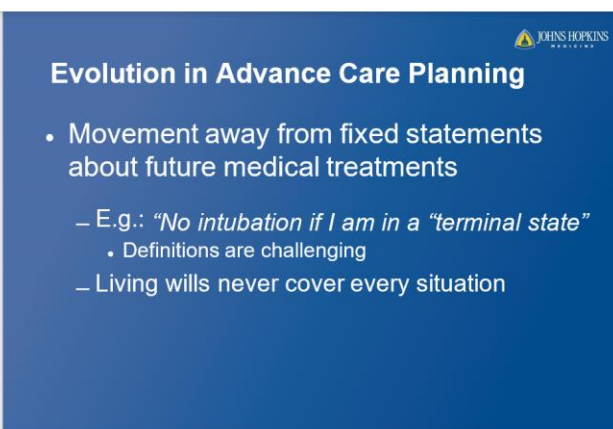 JOHNS HOPKINS
MEDICINE
Evolution in Advance Care Planning
• Movement away from fixed statements
about future medical treatments
– E.g.: “No intubation if I am in a “terminal state”
• Definitions are challenging
– Living wills never cover every situation